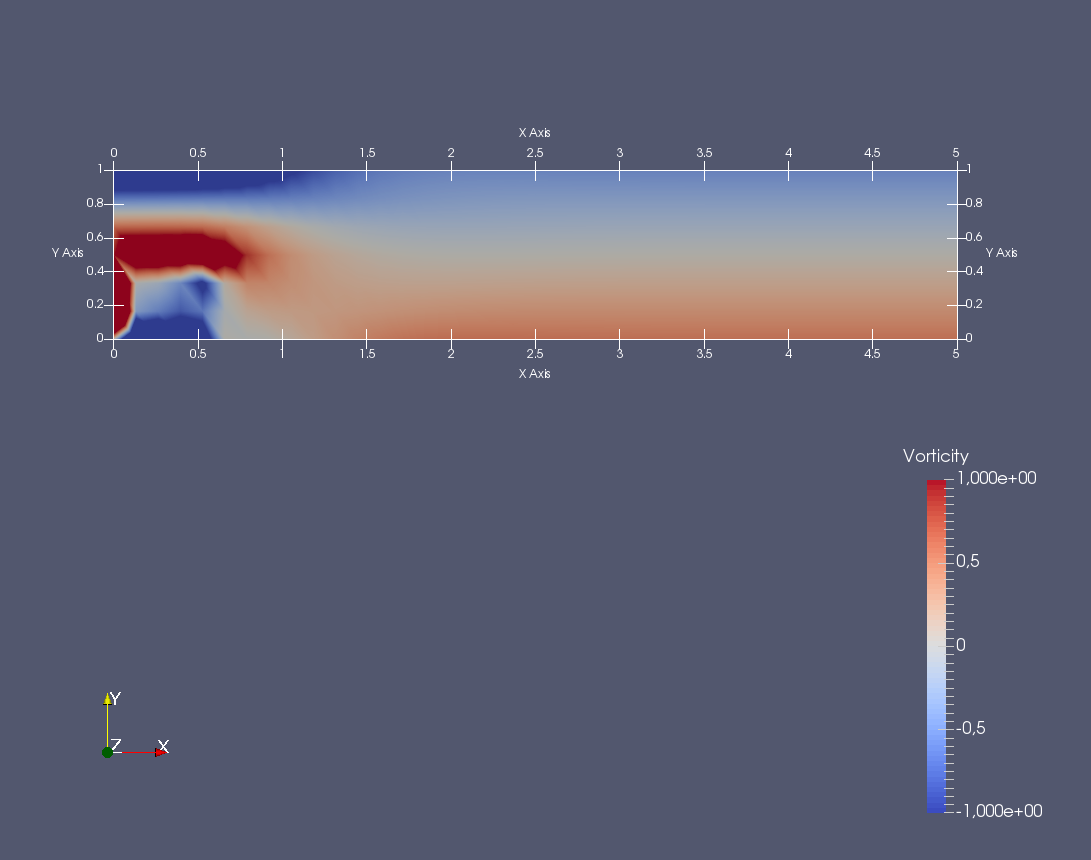 X Axis
0 0.5 1 1.5 2 2.5 3 3.5 4 4.5 5
1 1
0.8 0.8
0.6 0.6
Y Axis Y Axis
0.4 0.4
0.2 0.2
0 0
0 0.5 1 1.5 2 2.5 3 3.5 4 4.5 5
X Axis
Vorticity
1,000e+00
0,5
0
-0,5
-1,000e+00
Y
Z X